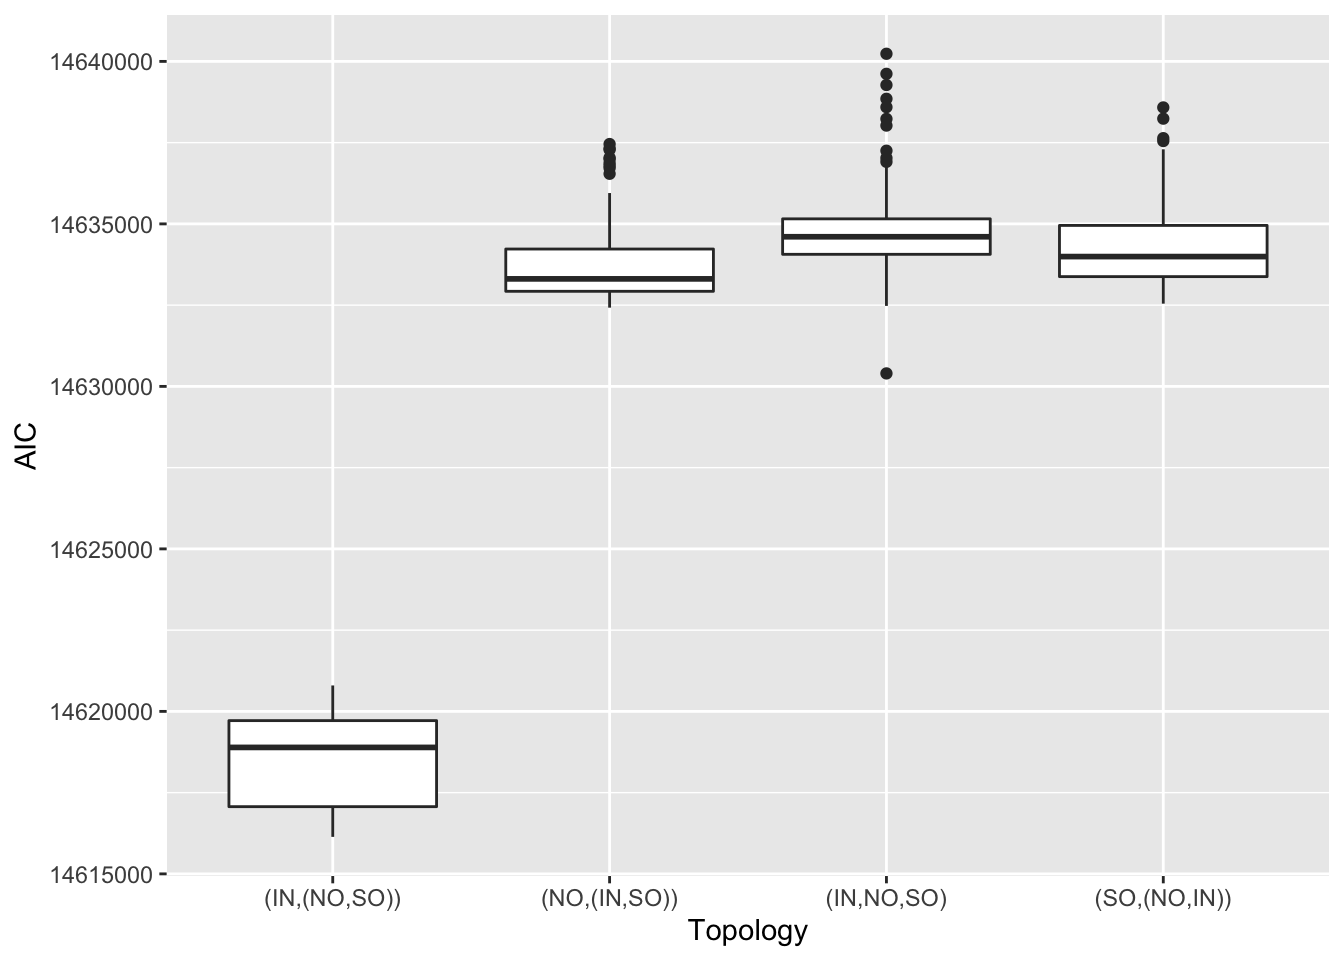 AIC
14640000
14635000
14630000
14625000
14620000
14615000
(IN,(NO,SO))
(NO,(IN,SO))
(IN,NO,SO)
(SO,(NO,IN))
Topology